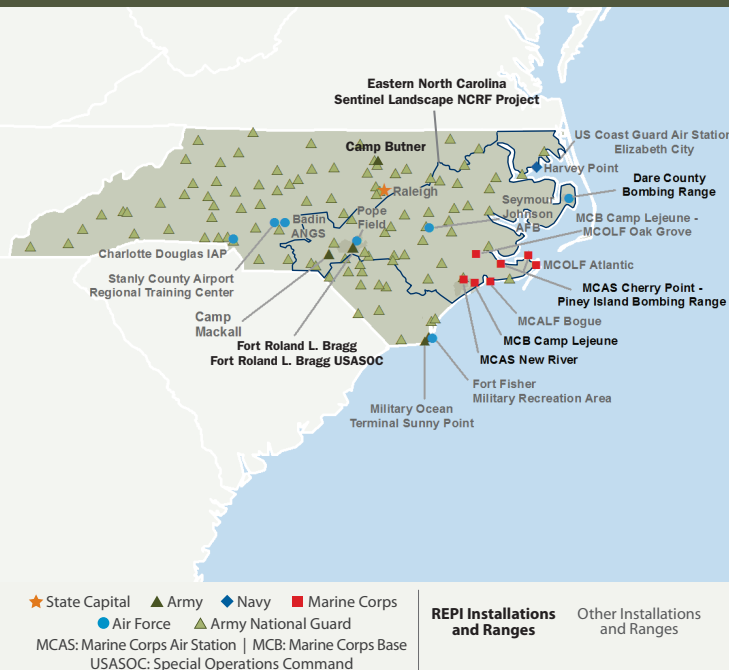 Eastern North Carolina
Sentinel Landscape NCRF Project
US Coast Guard Air Station
Elizabeth City
Camp Butner
Harvey Point
Dare County
Bombing Range
Raleigh
Seymour
Johnson
AFB
Pope
Field
Badin
ANGS
MCB Camp Lejeune -
MCOLF Oak Grove
Charlotte Douglas IAP
MCOLF Atlantic
Stanly County Airport
Regional Training Center
MCAS Cherry Point -
Piney Island Bombing Range
Camp
Mackall
MCALF Bogue
Fort Roland L. Bragg
Fort Roland L. Bragg USASOC
MCB Camp Lejeune
MCAS New River
Fort Fisher
Military Recreation Area
Military Ocean
Terminal Sunny Point
State Capital
Army
Navy
Marine Corps
Air Force
Army National Guard
MCAS: Marine Corps Air Station | MCB: Marine Corps Base
USASOC: Special Operations Command
REPI Installations
and Ranges
Other Installations
and Ranges